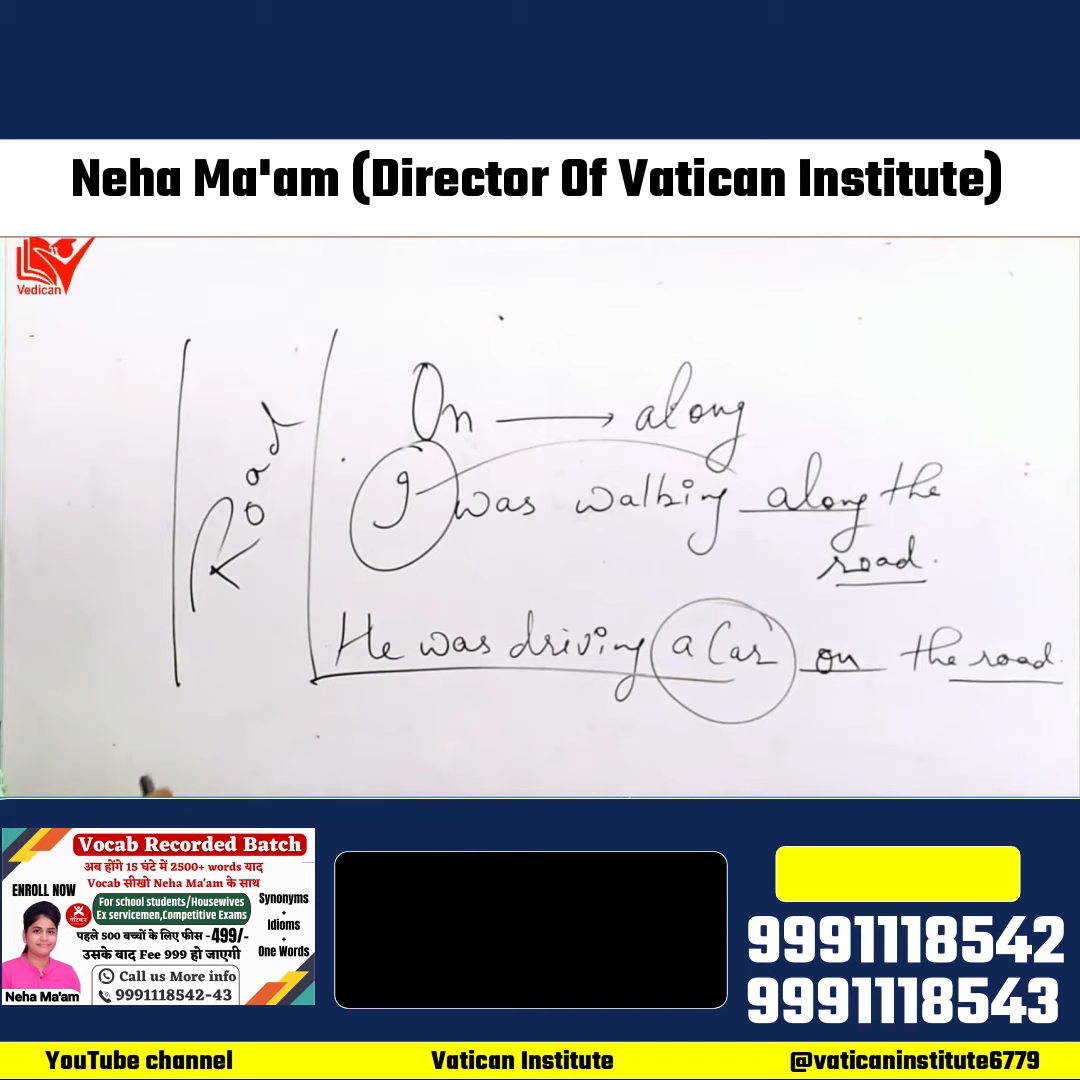 Neha Ma'am (Director Of Vatican Institute)
Vedican
Road
On → along
I was walking along the
road.
He was driving a Car on the road.
Vocab Recorded Batch
अब होंगे 15 घंटे में 2500+ words याद
Vocab सीखो Neha Ma'am के साथ
ENROLL NOW
वेटिकन
For school students/Housewives
Ex servicemen,Competitive Exams
पहले 500 बच्चों के लिए फीस -499/-
उसके बाद Fee 999 हो जाएगी
Synonyms
+
Idioms
+
One Words
Call us More info
9991118542-43
Neha Ma'am
9991118542
9991118543
YouTube channel
Vatican Institute
@vaticaninstitute6779